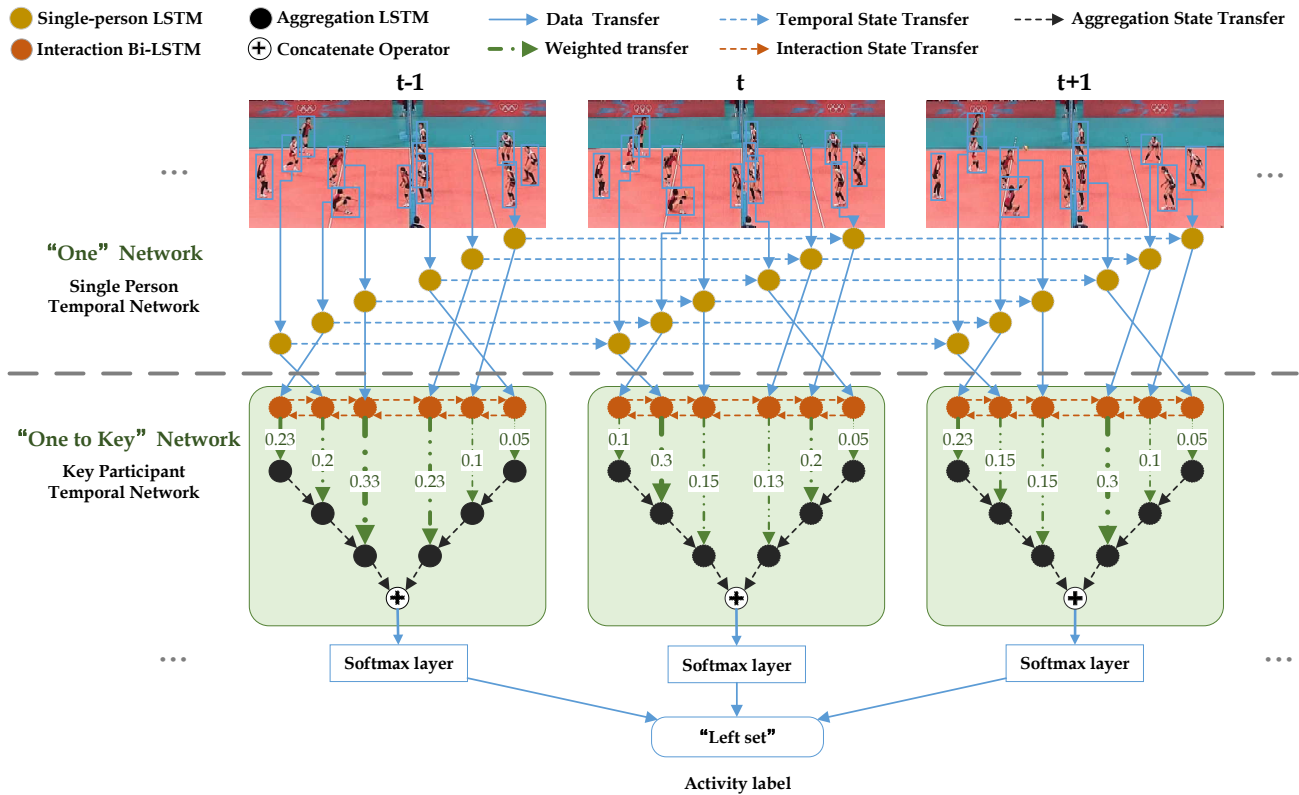 Single-person LSTM
Aggregation LSTM
Data Transfer
Temporal State Transfer
Aggregation State Transfer
Interaction Bi-LSTM
Concatenate Operator
Weighted transfer
Interaction State Transfer
t-1
t
t+1
...
...
“One” Network
Single Person
Temporal Network
“One to Key” Network
Key Participant
Temporal Network
0.23
0.2
0.33
0.23
0.1
0.05
0.1
0.3
0.15
0.13
0.2
0.05
0.23
0.15
0.15
0.3
0.1
0.05
...
Softmax layer
Softmax layer
Softmax layer
...
“Left set”
Activity label